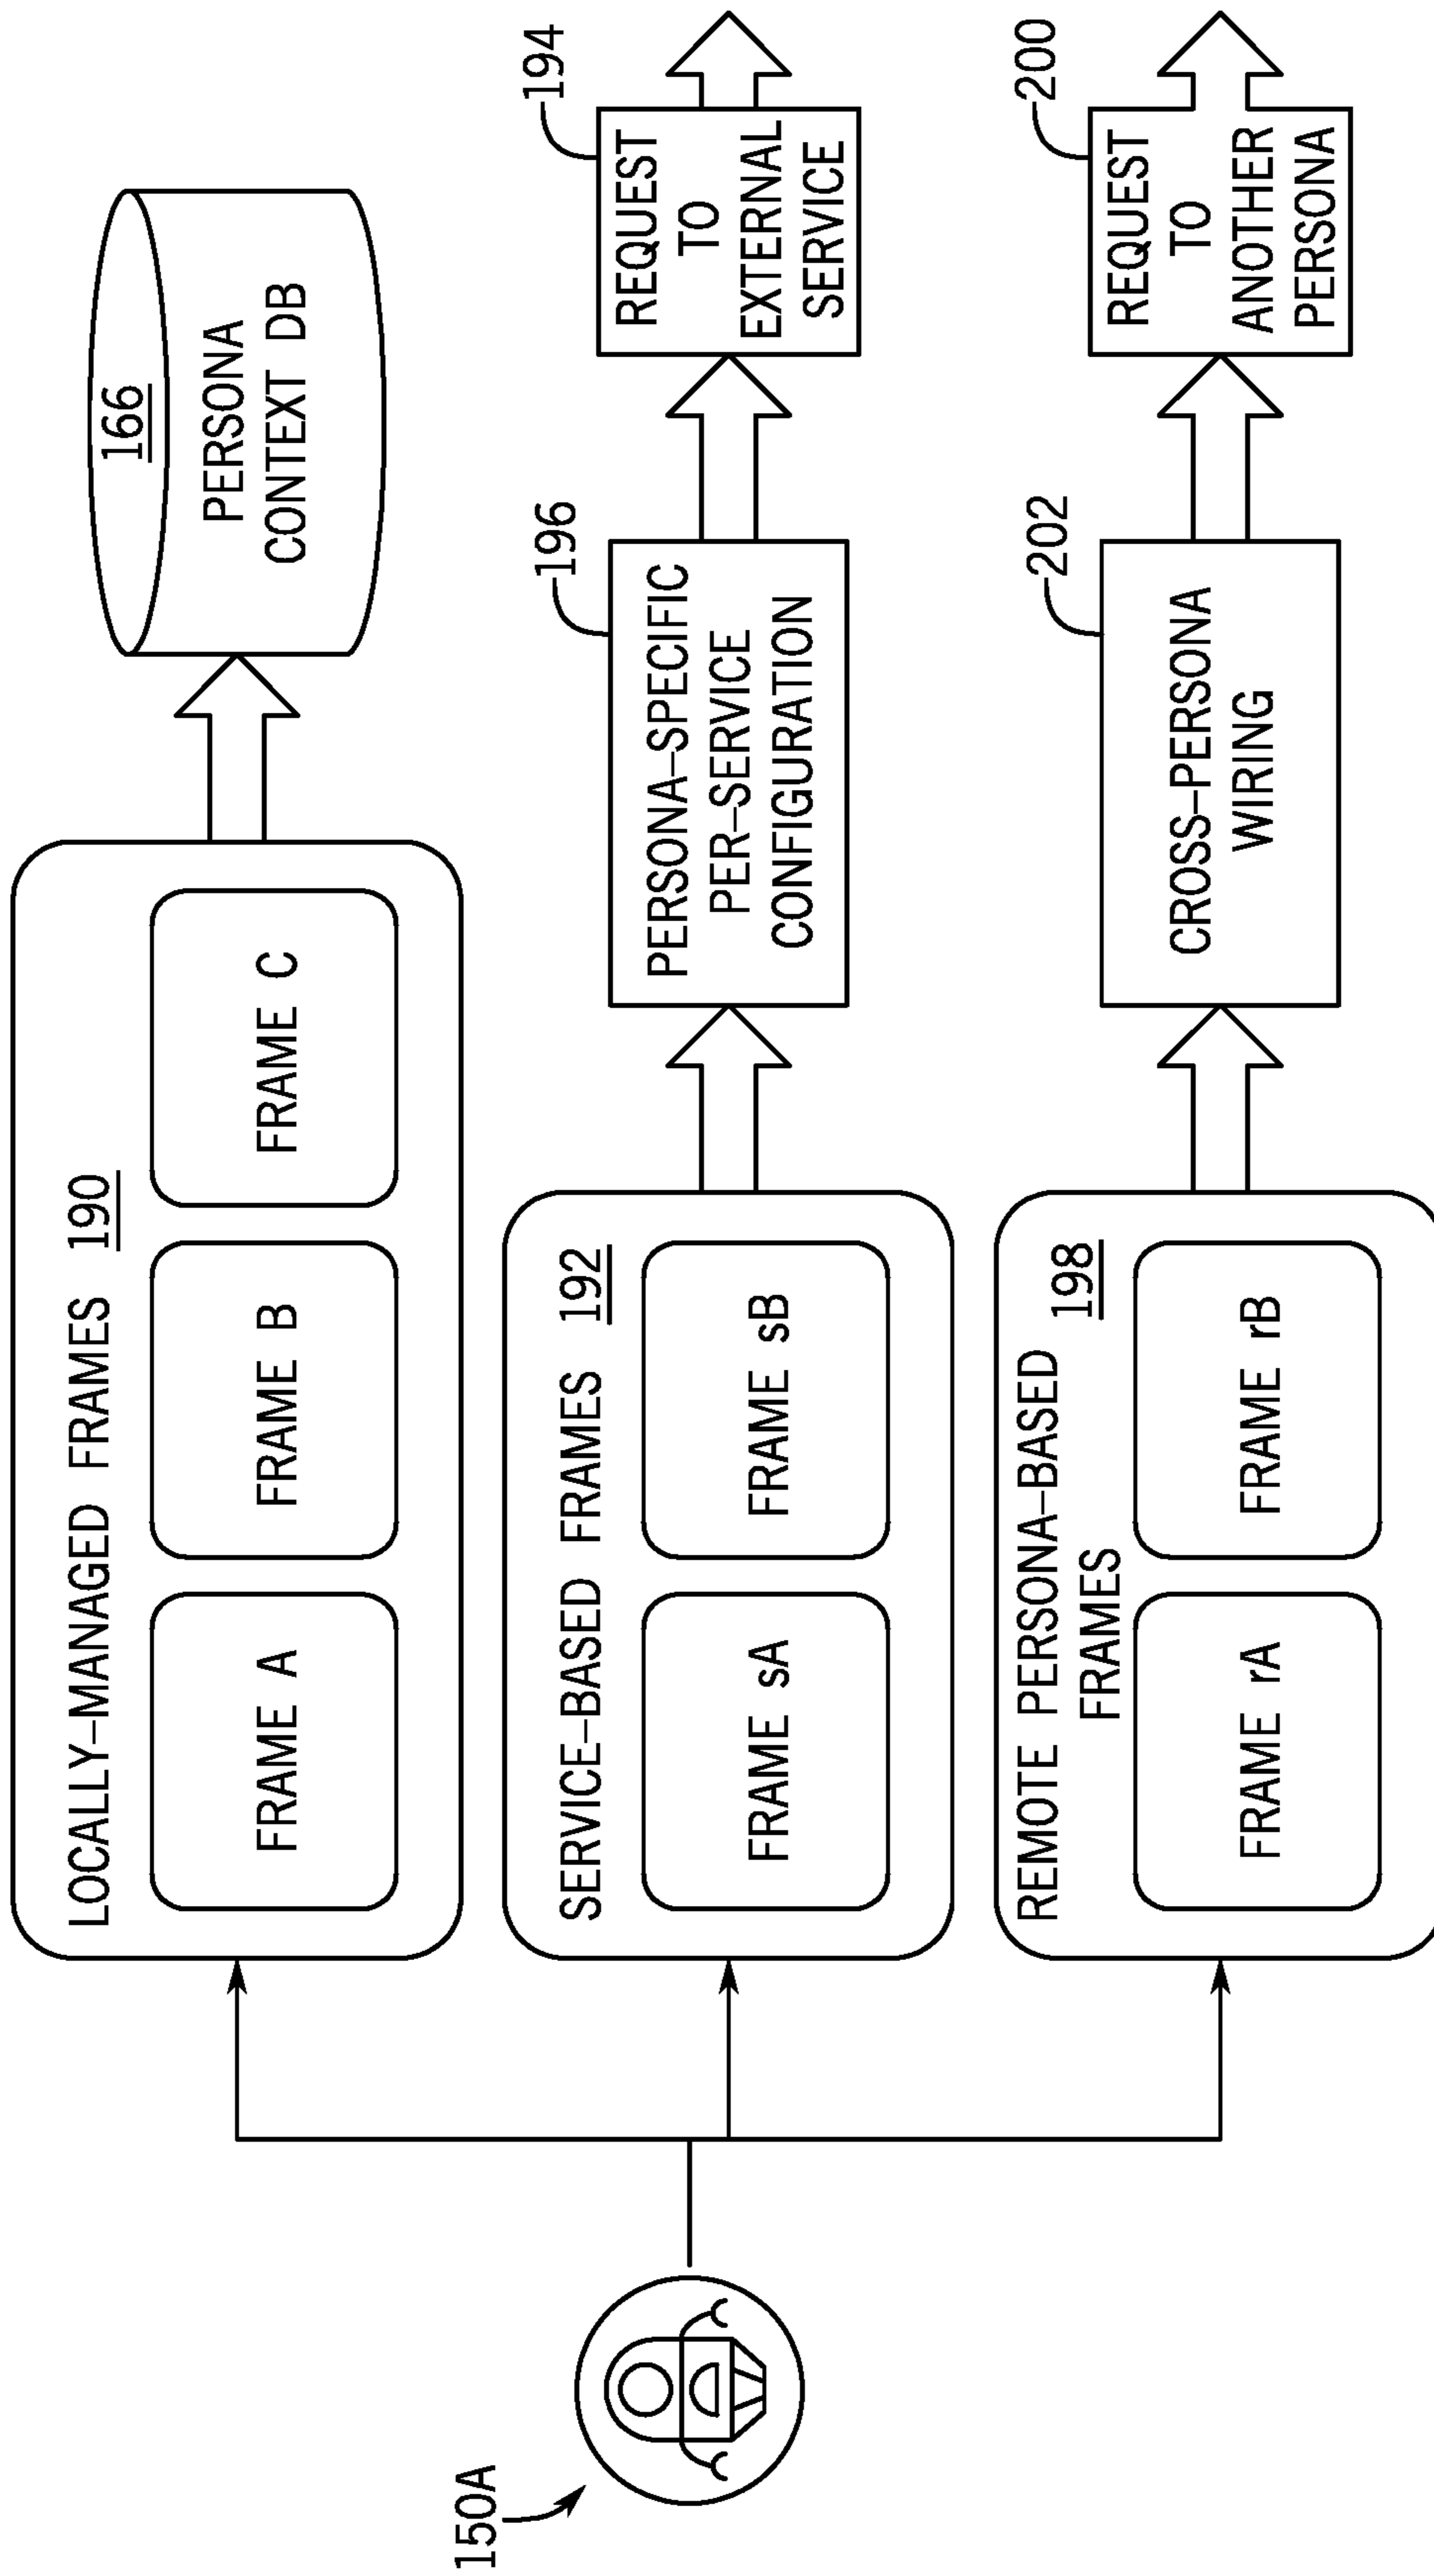 150A
LOCALLY-MANAGED FRAMES 190
FRAME A
FRAME B
FRAME C
166
PERSONA
CONTEXT DB
SERVICE-BASED FRAMES 192
FRAME sA
FRAME sB
196
PERSONA-SPECIFIC
PER-SERVICE
CONFIGURATION
194
REQUEST
TO
EXTERNAL
SERVICE
REMOTE PERSONA-BASED
FRAMES
198
FRAME rA
FRAME rB
202
CROSS-PERSONA
WIRING
200
REQUEST
TO
ANOTHER
PERSONA